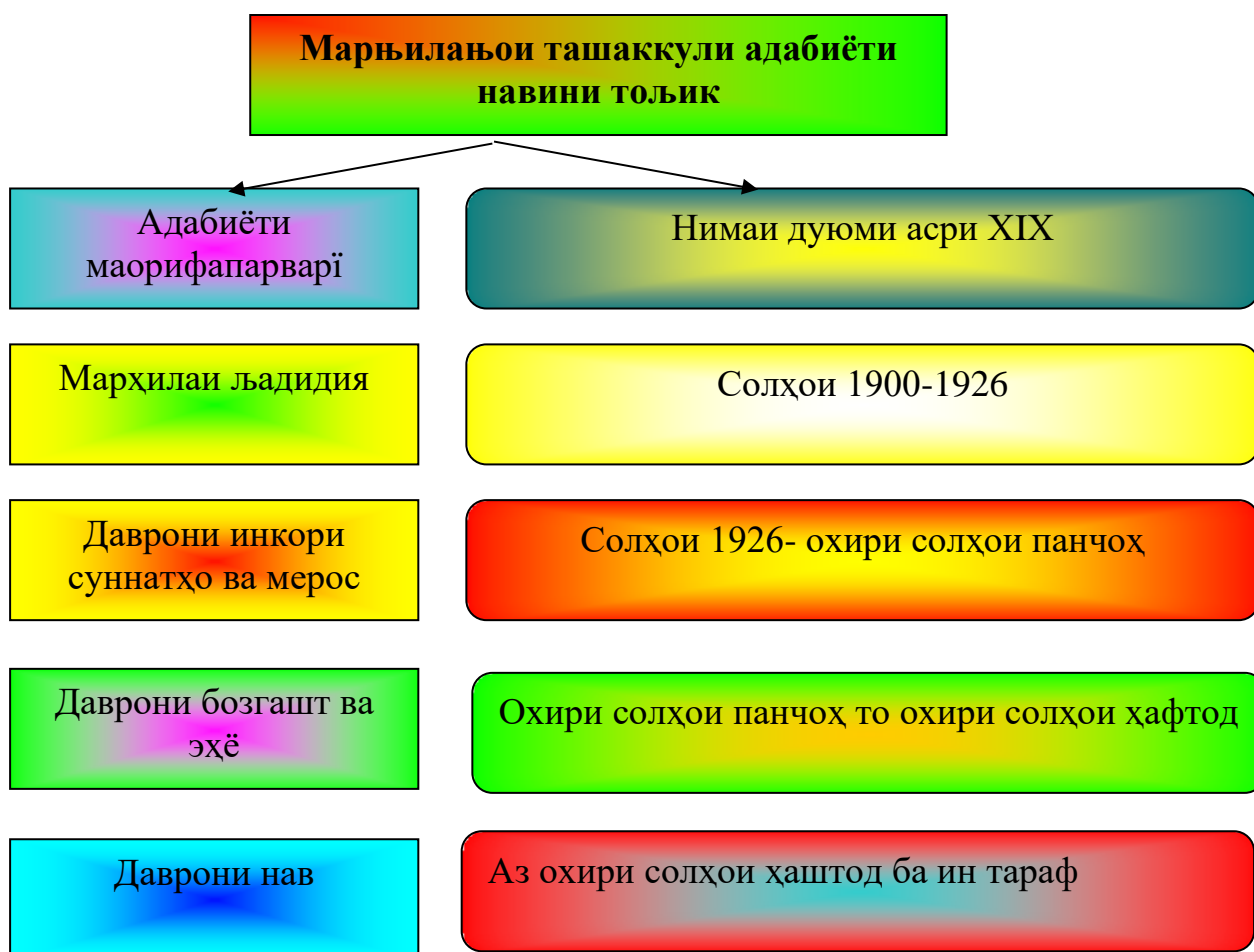 Марњилањои ташаккули адабиёти
навини тољик
Адабиёти
маорифапарварї
Нимаи дуюми асри XIX
Марҳилаи љадидия
Солҳои 1900-1926
Даврони инкори
суннатҳо ва мерос
Солҳои 1926- охири солҳои панчоҳ
Даврони бозгашт ва
эҳё
Охири солҳои панчоҳ то охири солҳои ҳафтод
Даврони нав
Аз охири солҳои ҳаштод ба ин тараф